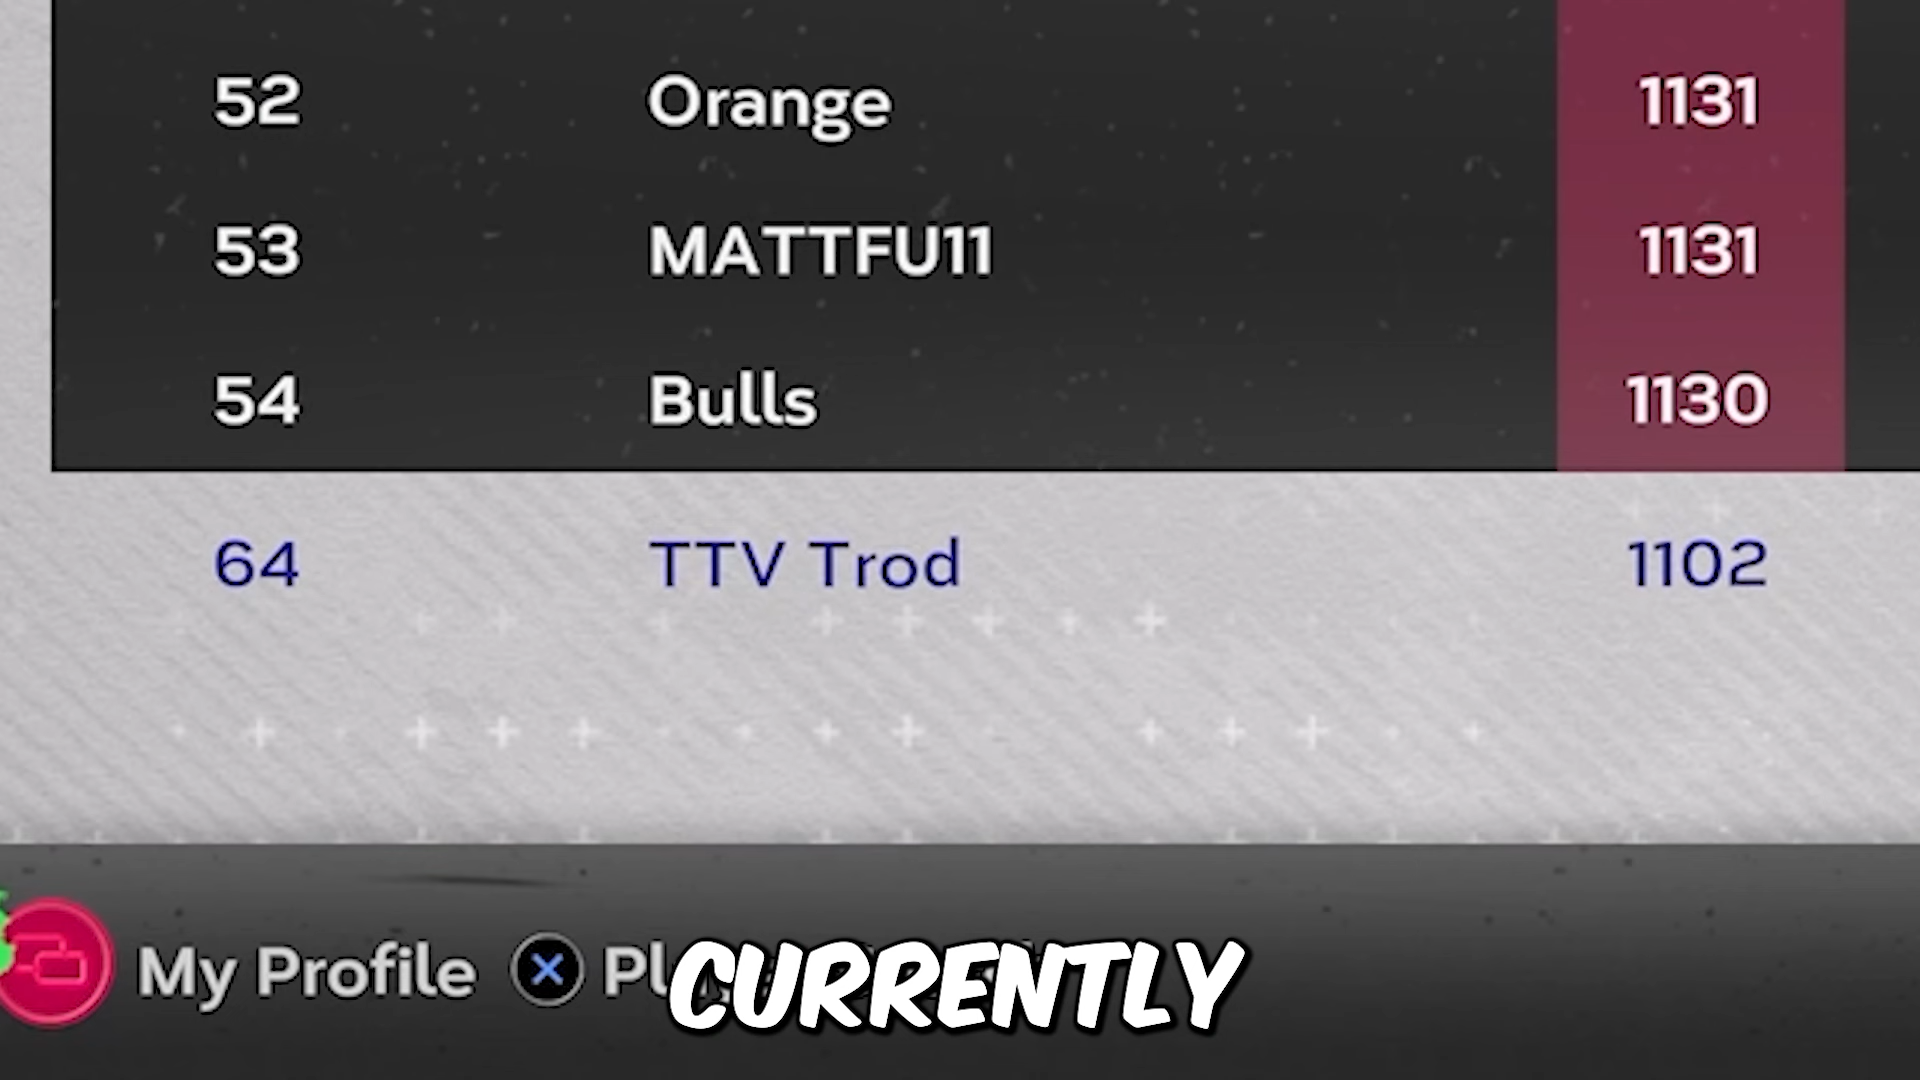 52 Orange 1131
53 MATTFU11 1131
54 Bulls 1130
64 TTV Trod 1102
My Profile
CURRENTLY